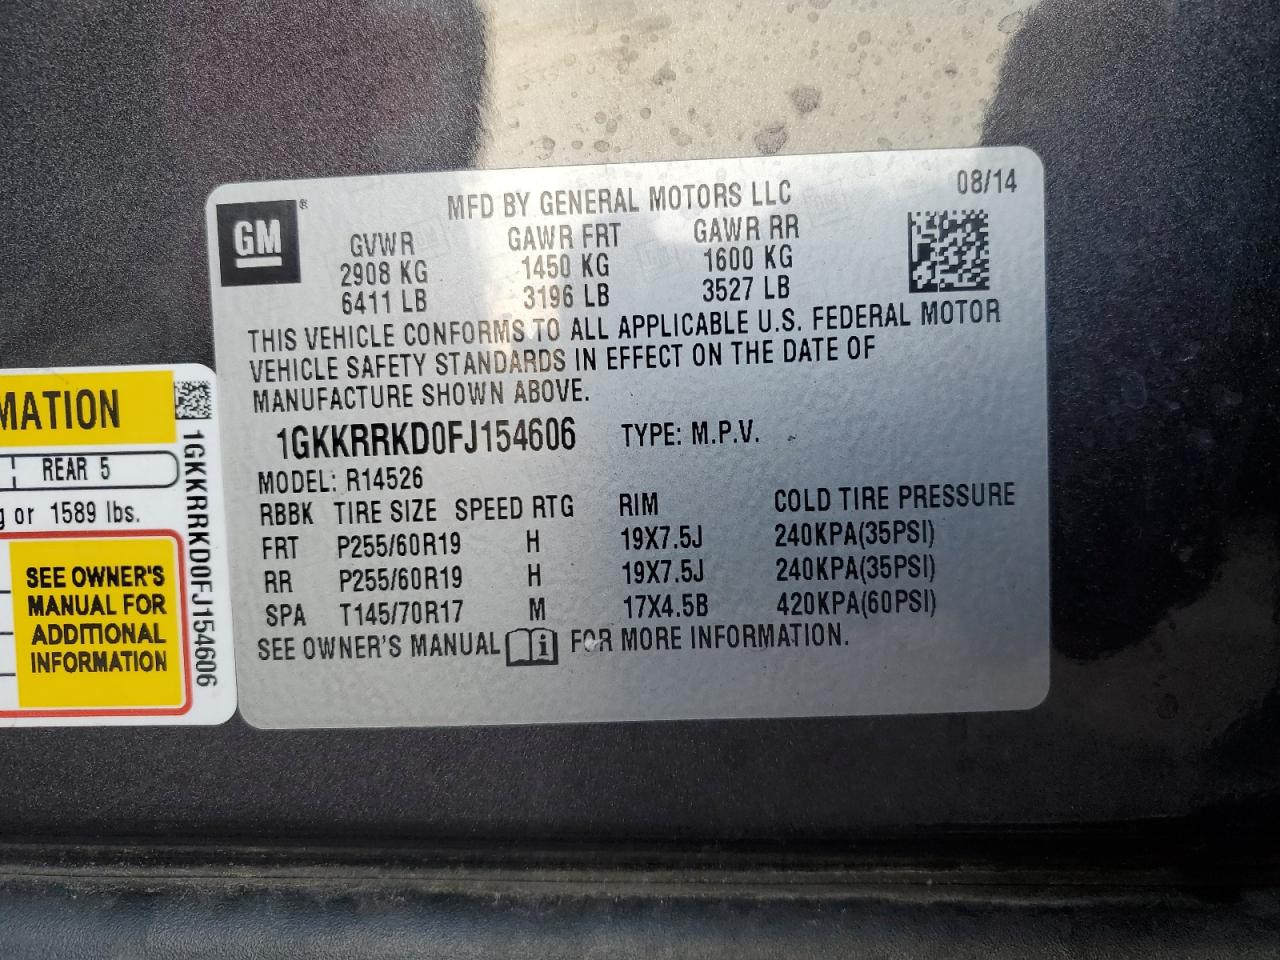 MFD BY GENERAL MOTORS LLC
08/14
GM
®
GVWR GAWR FRT GAWR RR
2908 KG 1450 KG 1600 KG
6411 LB 3196 LB 3527 LB
THIS VEHICLE CONFORMS TO ALL APPLICABLE U.S. FEDERAL MOTOR
VEHICLE SAFETY STANDARDS IN EFFECT ON THE DATE OF
MANUFACTURE SHOWN ABOVE.
1GKKRRKD0FJ154606 TYPE: M.P.V.
MODEL: R14526
RBBK TIRE SIZE SPEED RTG RIM COLD TIRE PRESSURE
FRT P255/60R19 H 19X7.5J 240KPA(35PSI)
RR P255/60R19 H 19X7.5J 240KPA(35PSI)
SPA T145/70R17 M 17X4.5B 420KPA(60PSI)
SEE OWNER'S MANUAL FOR MORE INFORMATION.
MATION
REAR 5
or 1589 lbs.
SEE OWNER'S
MANUAL FOR
ADDITIONAL
INFORMATION
1GKKRRKD0FJ154606